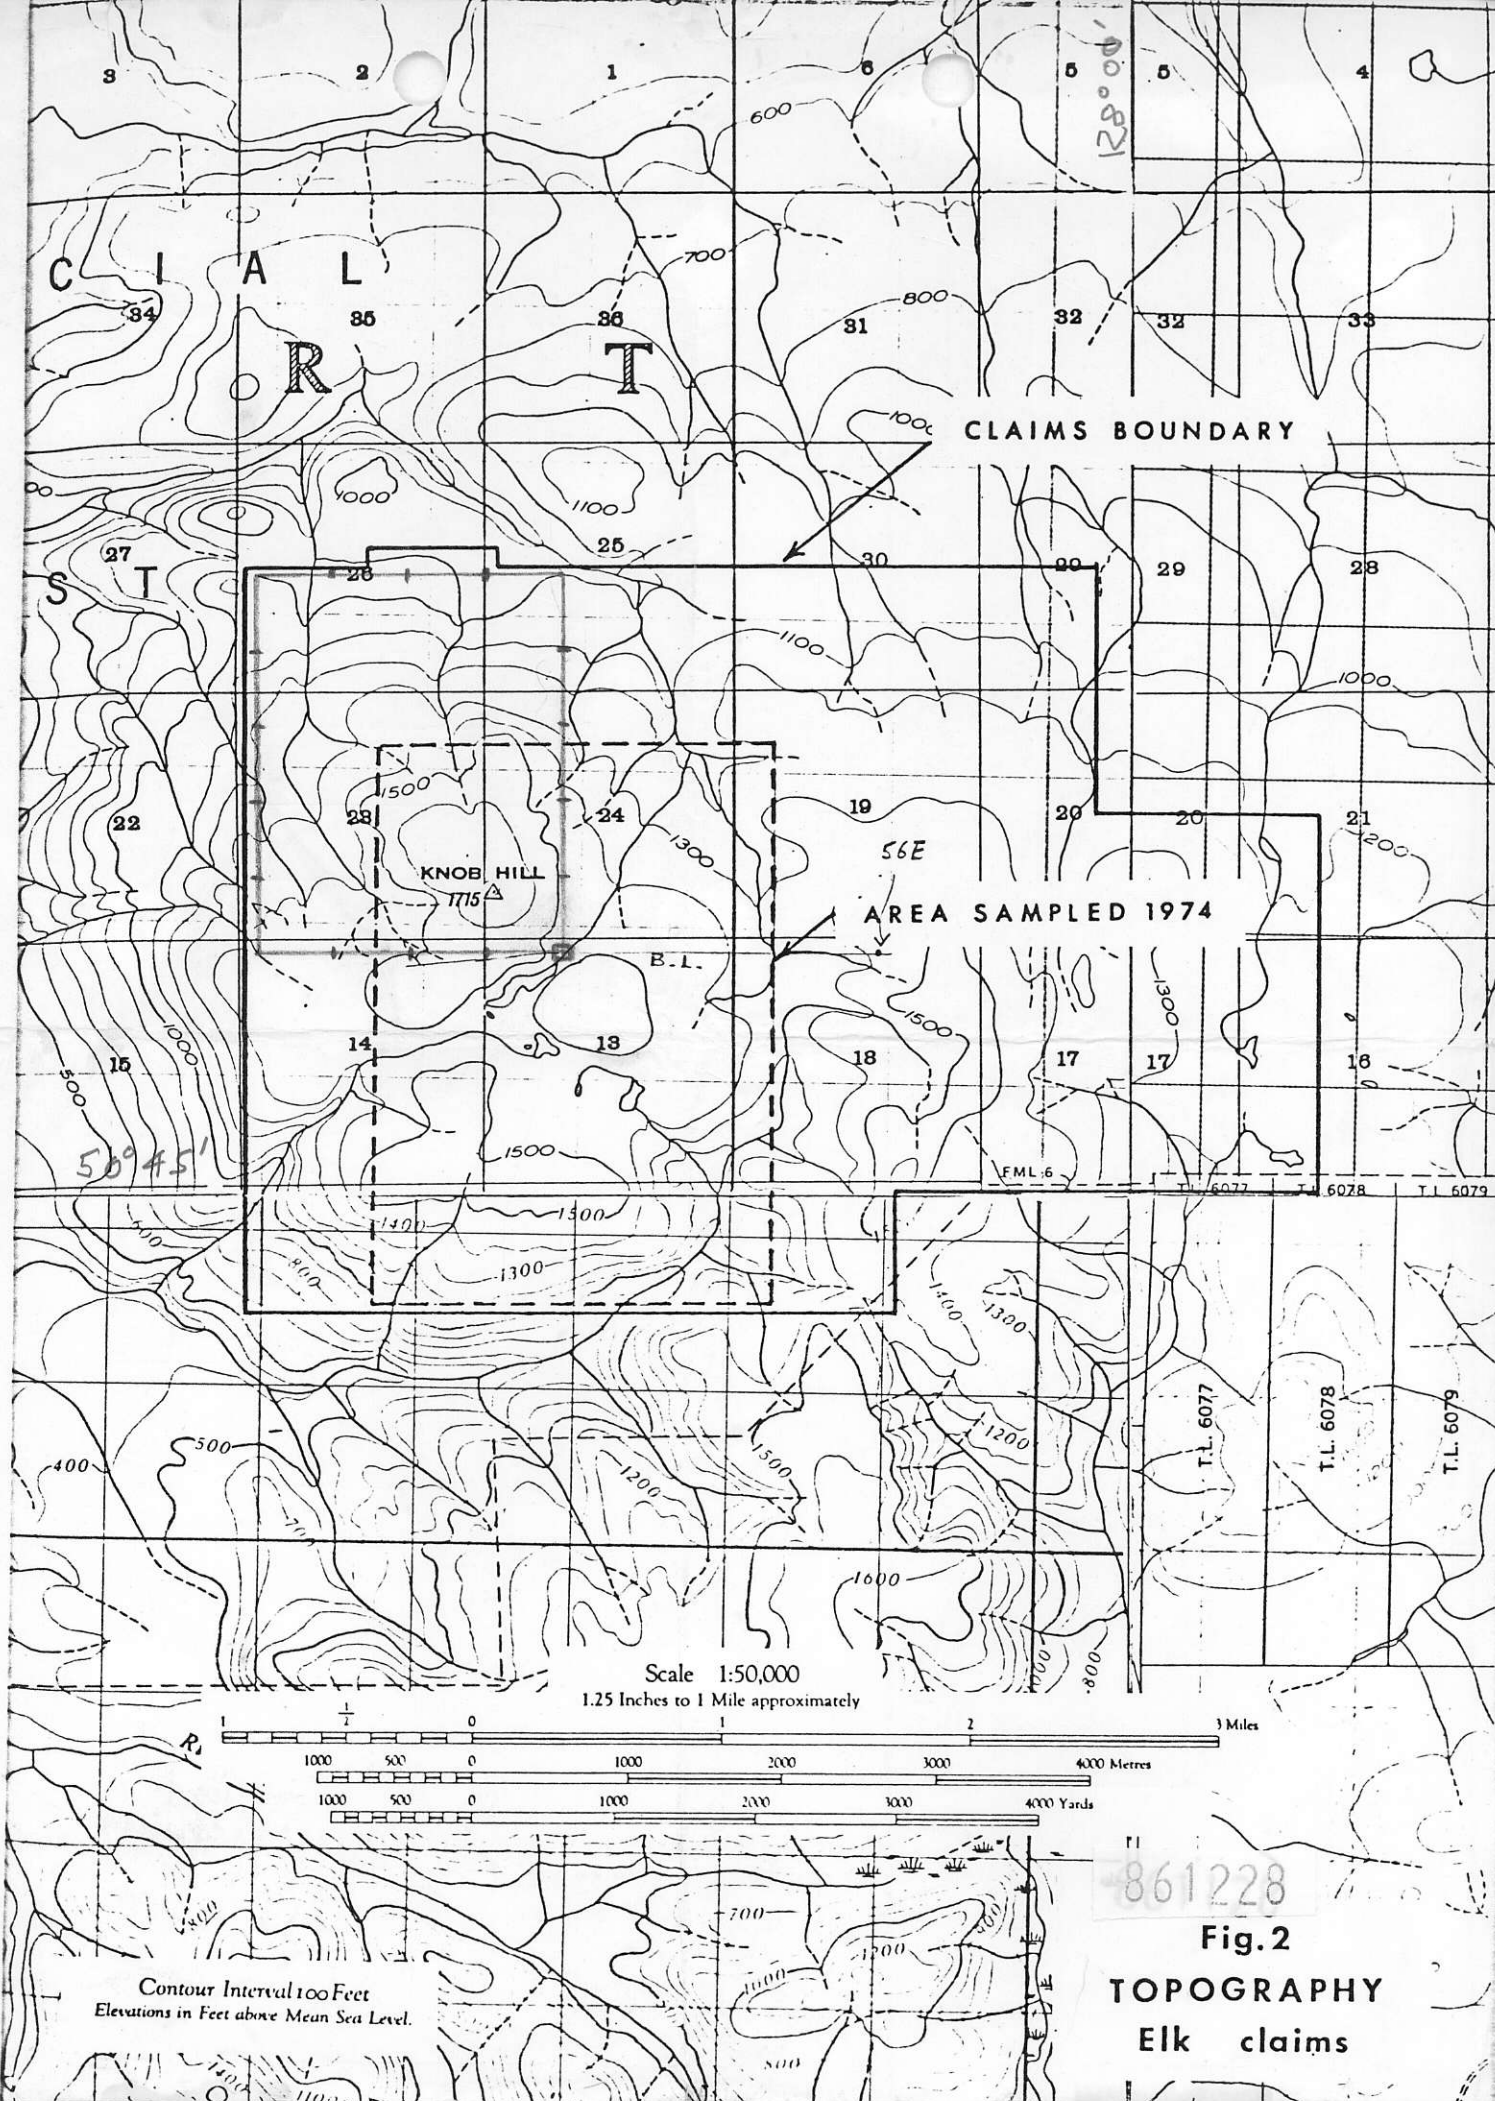 3 2 1 6 5 5 4
128°00'
600
C I A L
700
800
34 35 36 31 32 32 33
R T
1000
CLAIMS BOUNDARY
1000 1100
27 26 25 30 29 29 28
S T
1100
1000
1500
22 23 24 19 20 20 21
1300 1200
56E
KNOB HILL
1715
AREA SAMPLED 1974
B.L.
1500 1300
1000
500
15 14 13 18 17 17 16
50°45'
1500
FML 6
T.L. 6077 T.L. 6078 T.L. 6079
1400 1500
600
800 1300
1400 1300
T.L. 6077
T.L. 6078
T.L. 6079
500
400
1200 1500 1200
700
1600
800
Scale 1:50,000
1.25 Inches to 1 Mile approximately
1 1/2 0 1 2 3 Miles
1000 500 0 1000 2000 3000 4000 Metres
1000 500 0 1000 2000 3000 4000 Yards
861228
800 700
1200
1000
Fig.2
TOPOGRAPHY
Elk claims
Contour Interval 100 Feet
Elevations in Feet above Mean Sea Level.
800
1400 1100